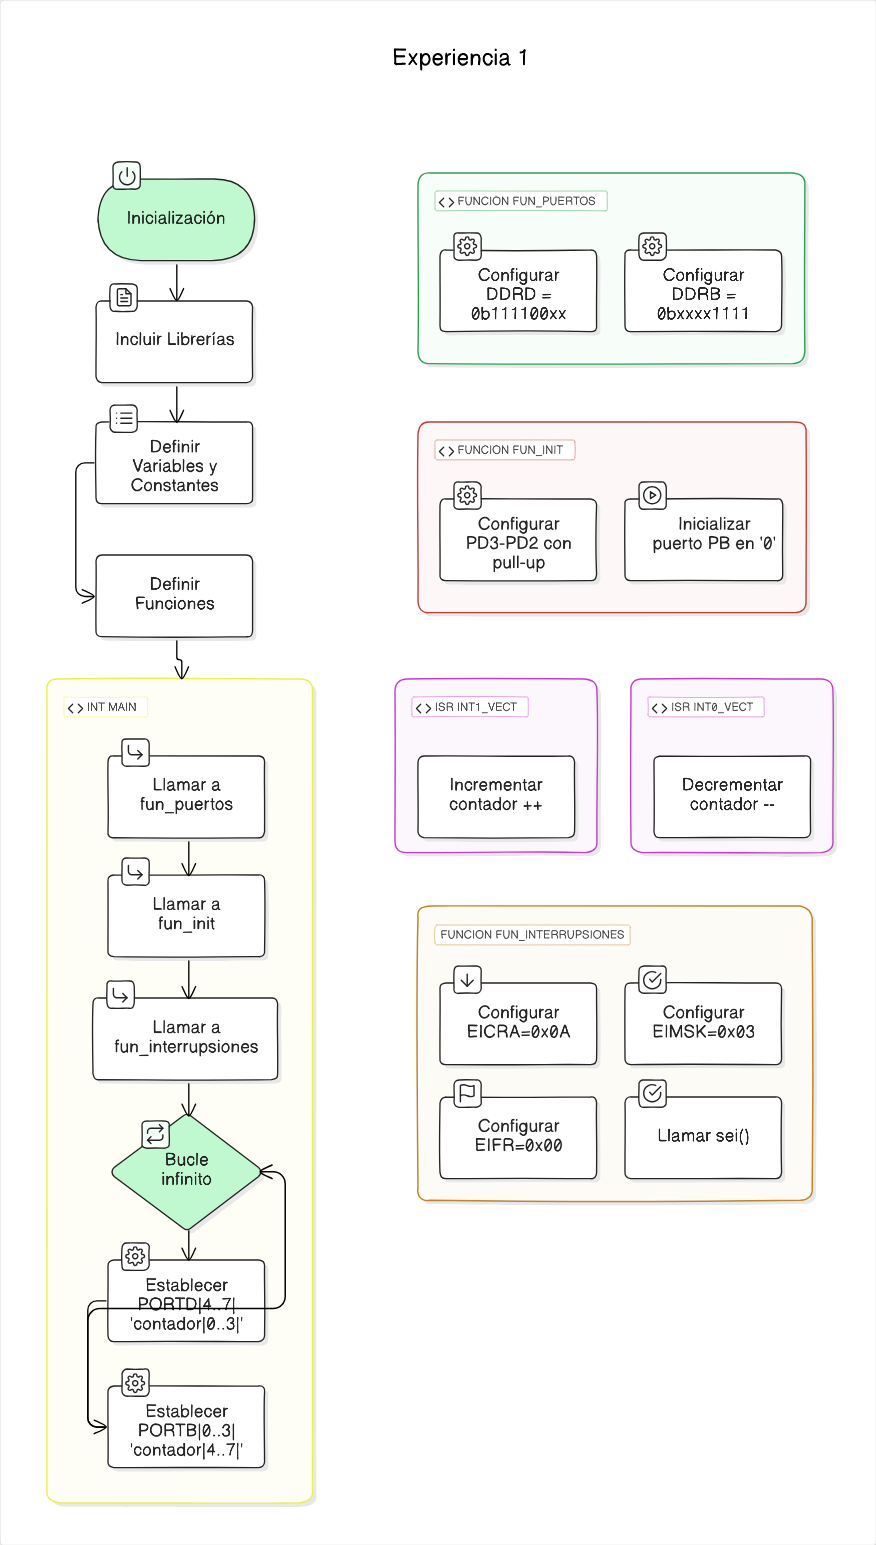 Experiencia 1
Inicialización
Incluir Librerías
Definir
Variables y
Constantes
Definir
Funciones
INT MAIN
Llamar a
fun_puertos
Llamar a
fun_init
Llamar a
fun_interrupsiones
Bucle
infinito
Establecer
PORTD|4..7|
'contador|0..3|'
Establecer
PORTB|0..3|
'contador|4..7|'
FUNCION FUN_PUERTOS
Configurar
DDRD =
0b111100xx
Configurar
DDRB =
0bxxxx1111
FUNCION FUN_INIT
Configurar
PD3-PD2 con
pull-up
Inicializar
puerto PB en '0'
ISR INT1_VECT
Incrementar
contador ++
ISR INT0_VECT
Decrementar
contador --
FUNCION FUN_INTERRUPSIONES
Configurar
EICRA=0x0A
Configurar
EIMSK=0x03
Configurar
EIFR=0x00
Llamar sei()